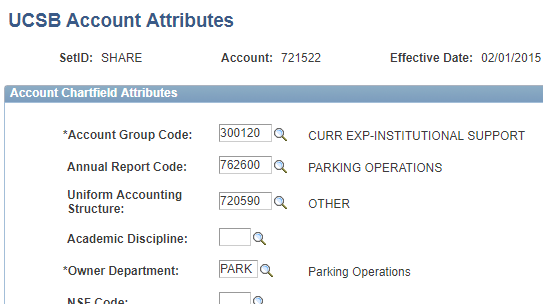 UCSB Account Attributes
SetID: SHARE Account: 721522 Effective Date: 02/01/2015
Account Chartfield Attributes
*Account Group Code: 300120 CURR EXP-INSTITUTIONAL SUPPORT
Annual Report Code: 762600 PARKING OPERATIONS
Uniform Accounting
Structure: 720590 OTHER
Academic Discipline:
*Owner Department: PARK Parking Operations
NSF Code: